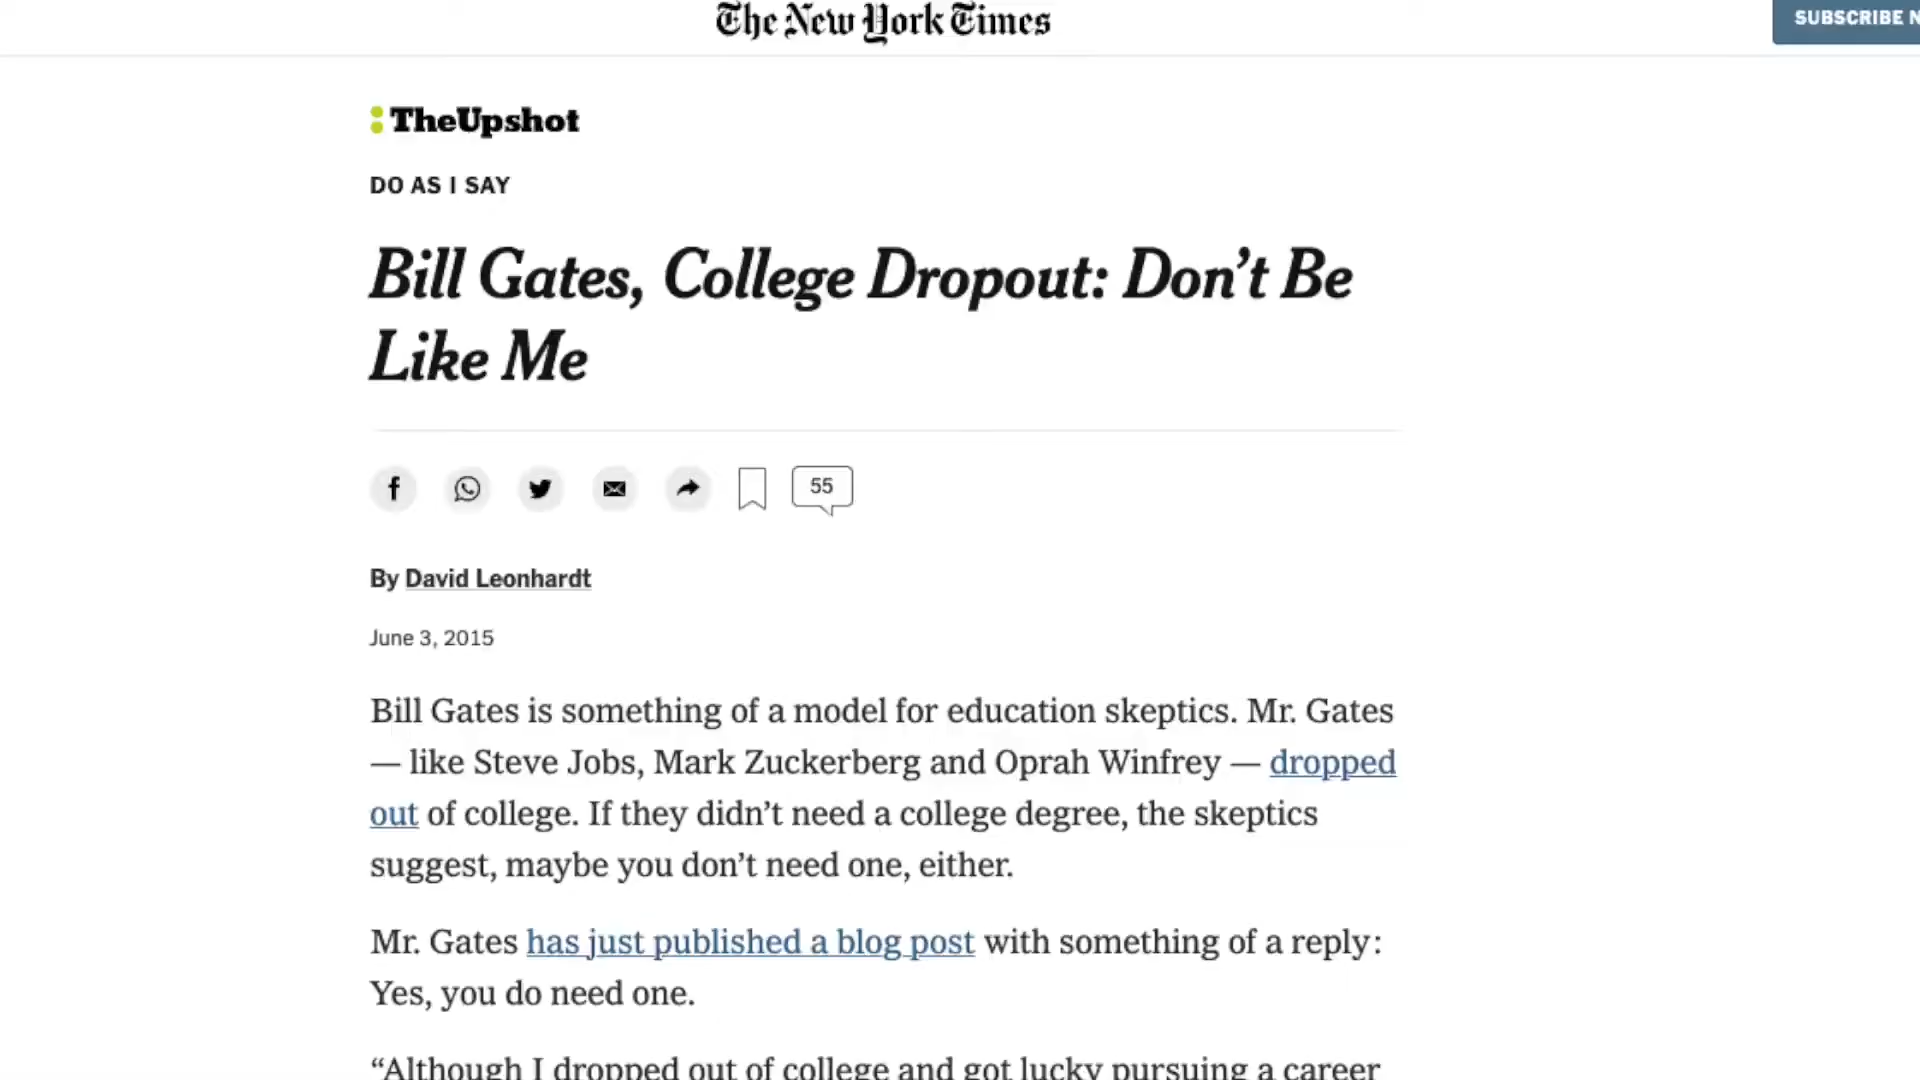 The New York Times
SUBSCRIBE N
TheUpshot
DO AS I SAY
Bill Gates, College Dropout: Don’t Be
Like Me
55
By David Leonhardt
June 3, 2015
Bill Gates is something of a model for education skeptics. Mr. Gates
— like Steve Jobs, Mark Zuckerberg and Oprah Winfrey — dropped
out of college. If they didn’t need a college degree, the skeptics
suggest, maybe you don’t need one, either.
Mr. Gates has just published a blog post with something of a reply:
Yes, you do need one.
“Although I dropped out of college and got lucky pursuing a career